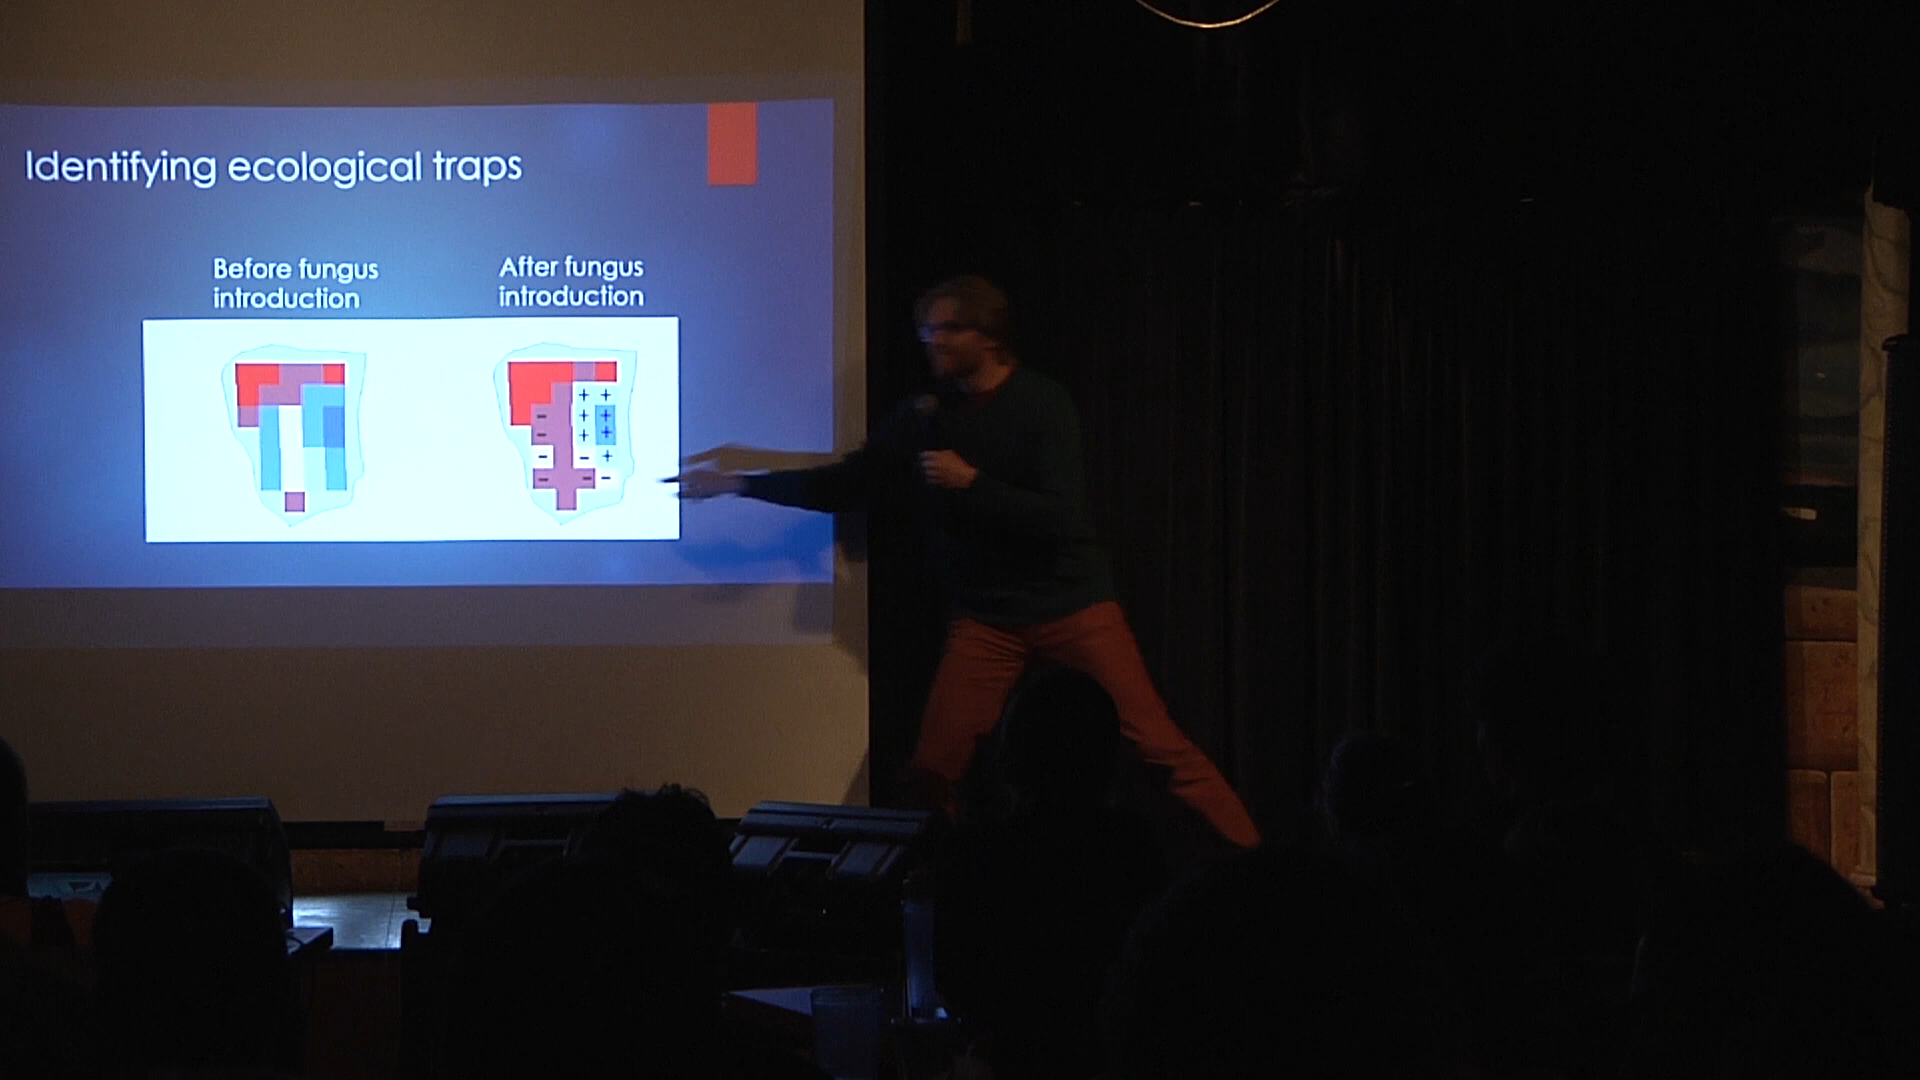 Identifying ecological traps
Before fungus
introduction
After fungus
introduction
+ +
- + +
- + +
- - +
- - -